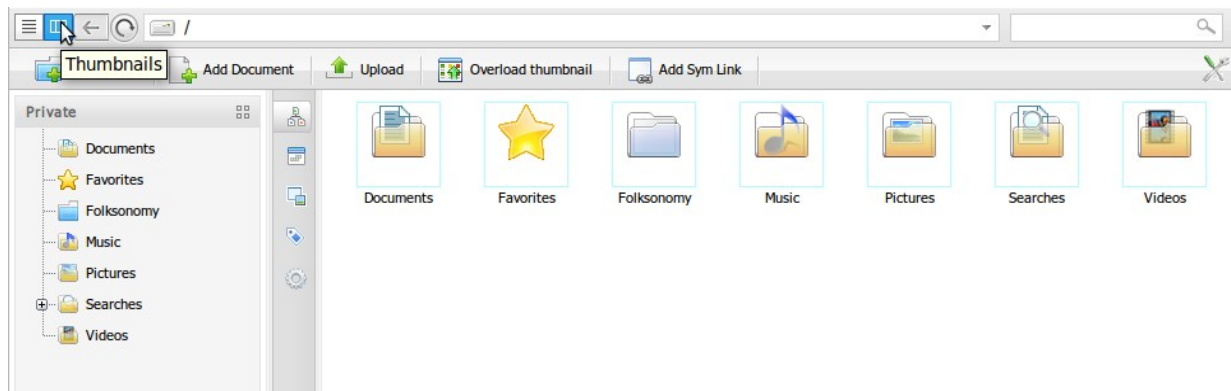 /
Thumbnails
Add Document
Upload
Overload thumbnail
Add Sym Link
Private
Documents
Favorites
Folksonomy
Music
Pictures
Searches
Videos
Documents
Favorites
Folksonomy
Music
Pictures
Searches
Videos